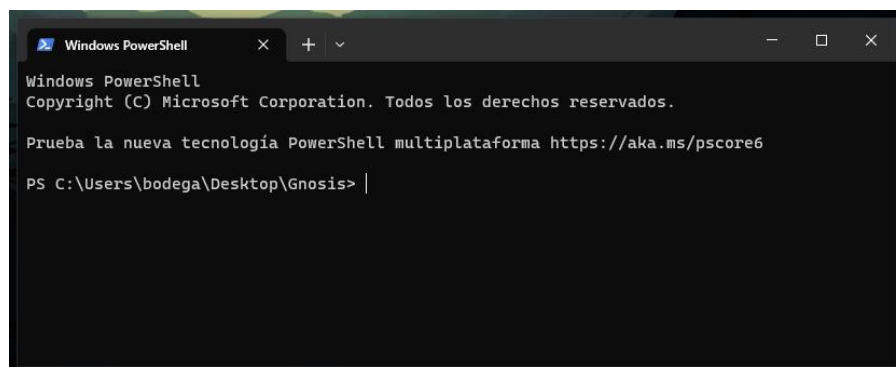 Windows PowerShell
Windows PowerShell
Copyright (C) Microsoft Corporation. Todos los derechos reservados.
Prueba la nueva tecnología PowerShell multiplataforma https://aka.ms/pscore6
PS C:\Users\bodega\Desktop\Gnosis>